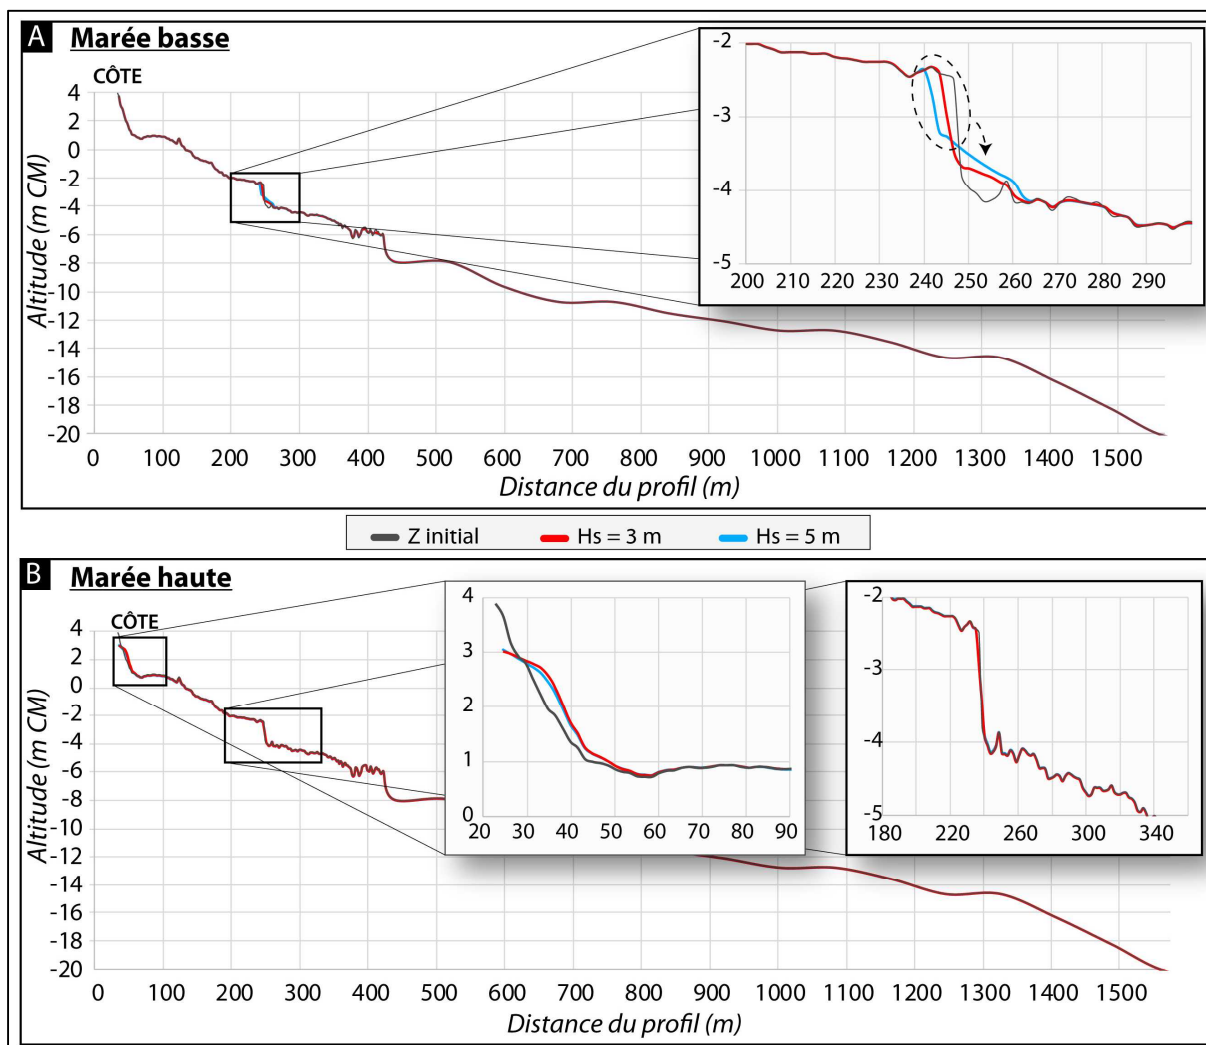 A Marée basse
CÔTE
Altitude (m CM)
4
2
0
-2
-4
-6
-8
-10
-12
-14
-16
-18
-20
0 100 200 300 400 500 600 700 800 900 1000 1100 1200 1300 1400 1500
Distance du profil (m)
-2
-3
-4
-5
200 210 220 230 240 250 260 270 280 290
Z initial Hs = 3 m Hs = 5 m
B Marée haute
CÔTE
Altitude (m CM)
4
2
0
-2
-4
-6
-8
-10
-12
-14
-16
-18
-20
0 100 200 300 400 500 600 700 800 900 1000 1100 1200 1300 1400 1500
Distance du profil (m)
4
3
2
1
0
20 30 40 50 60 70 80 90
-2
-3
-4
-5
180 220 260 300 340